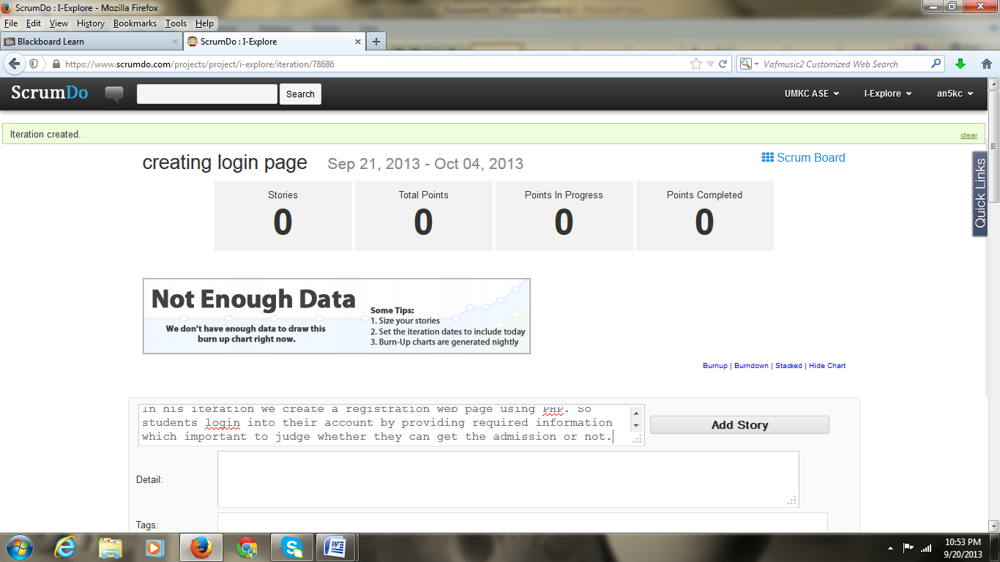 ScrumDo : I-Explore - Mozilla Firefox
File Edit View History Bookmarks Tools Help
Bb Blackboard Learn
ScrumDo : I-Explore
https://www.scrumdo.com/projects/project/i-explore/iteration/78686
Vafmusic2 Customized Web Search
ScrumDo
Search
UMKC ASE
I-Explore
an5kc
Iteration created.
clear
creating login page
Sep 21, 2013 - Oct 04, 2013
Scrum Board
Quick Links
Stories
Total Points
Points In Progress
Points Completed
0
0
0
0
Not Enough Data
We don't have enough data to draw this
burn up chart right now.
Some Tips:
1. Size your stories
2. Set the iteration dates to include today
3. Burn-Up charts are generated nightly
Burnup | Burndown | Stacked | Hide Chart
In his iteration we create a registration web page using PHP. So
students login into their account by providing required information
which important to judge whether they can get the admission or not.
Add Story
Detail:
Tags:
10:53 PM
9/20/2013